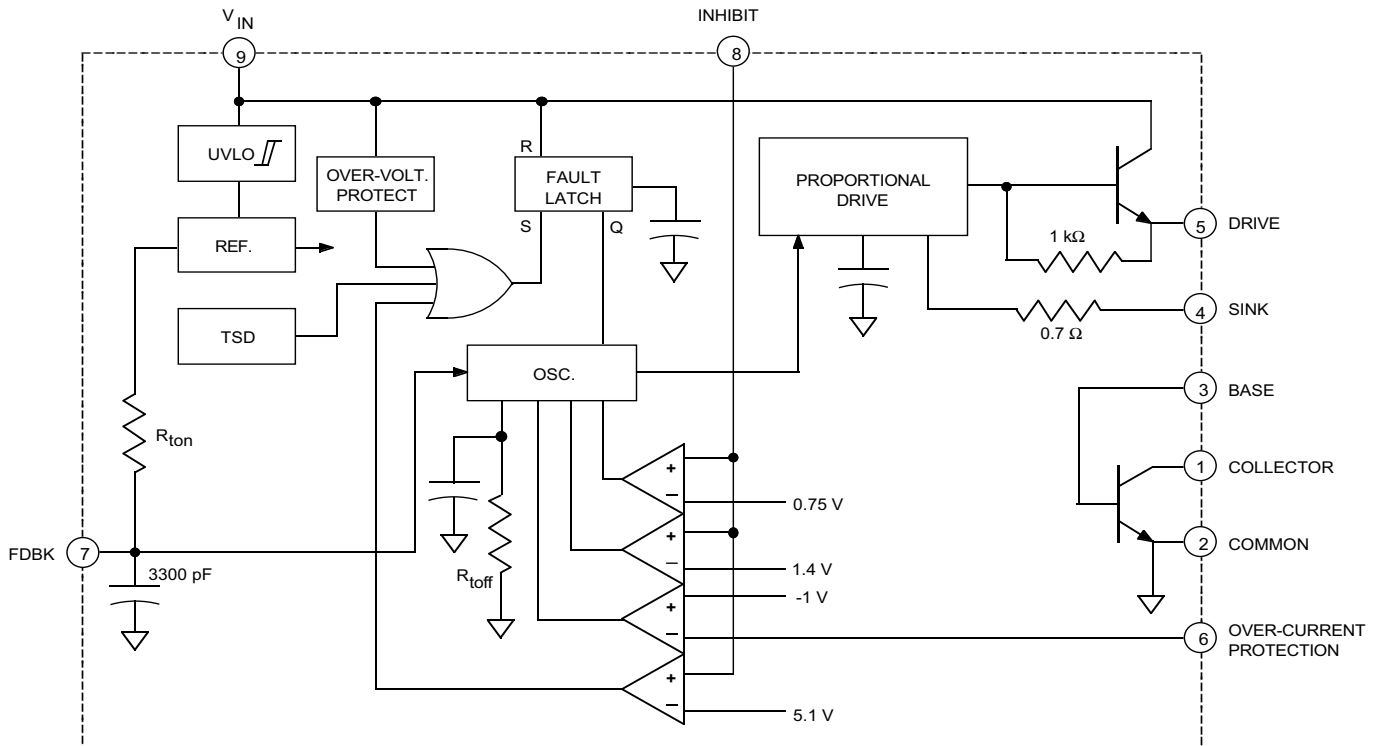 V IN
INHIBIT
9
8
UVLO
R
OVER-VOLT.
PROTECT
FAULT
LATCH
PROPORTIONAL
DRIVE
S
Q
5
DRIVE
1 kΩ
REF.
4
SINK
0.7 Ω
TSD
OSC.
3
BASE
Rton
1
COLLECTOR
+
–
0.75 V
2
COMMON
FDBK
7
+
–
1.4 V
3300 pF
Rtoff
-1 V
+
–
6
OVER-CURRENT
PROTECTION
+
–
5.1 V